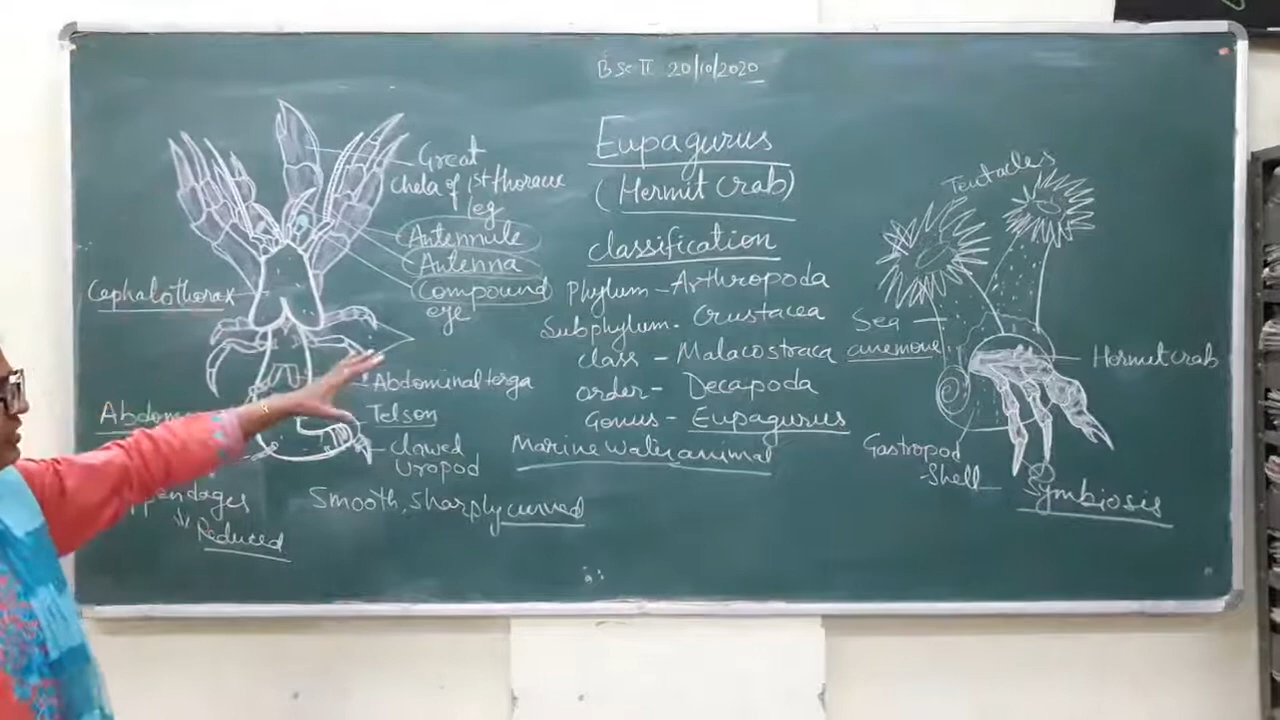 BSc II 20/10/2020
Great
Chela of 1st thoracic
leg
Antennule
Antenna
Compound
eye
Cephalothorax
Abdominal terga
Telson
clawed
Uropod
Reduced
Smooth, sharply curved
Eupagurus
(Hermit Crab)
classification
Phylum - Arthropoda
Subphylum - Crustacea
class - Malacostraca
order - Decapoda
Genus - Eupagurus
Marine water animal
Tentacles
Sea
anemone
Hermit crab
Gastropod
Shell
Symbiosis